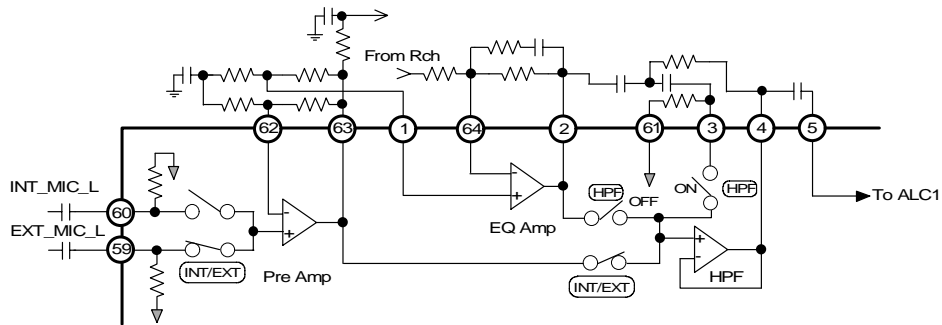 From Rch
62 63 1 64 2 61 3 4 5
INT_MIC_L
60
EXT_MIC_L
59
-
+
INT/EXT
Pre Amp
-
+
EQ Amp
HPF
OFF
ON
HPF
To ALC1
INT/EXT
+
-
HPF